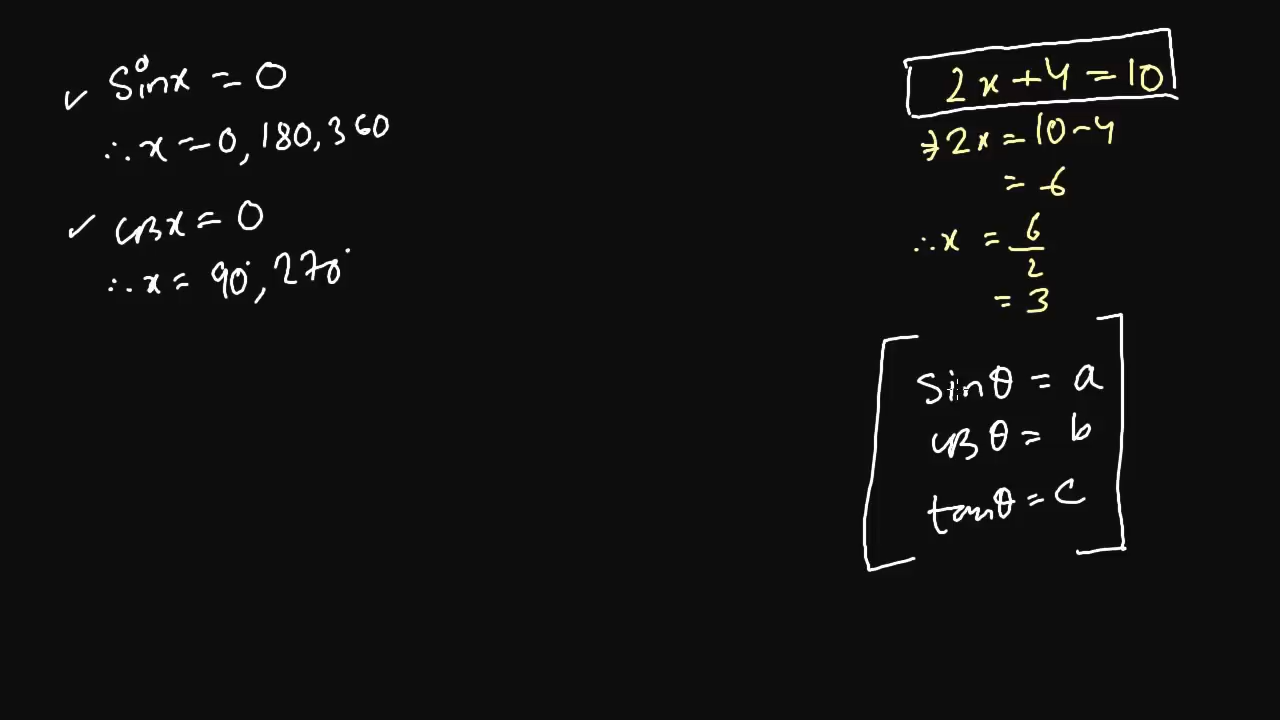 sinx = 0
∴ x = 0, 180, 360
cosx = 0
∴ x = 90°, 270°
2x + 4 = 10
⇒ 2x = 10 - 4
= 6
∴ x = 6/2
= 3
sinθ = a
cosθ = b
tanθ = c